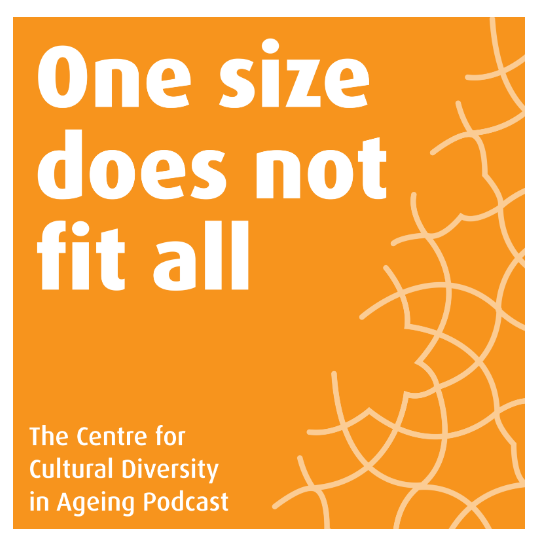 One size
does not
fit all
The Centre for
Cultural Diversity
in Ageing Podcast